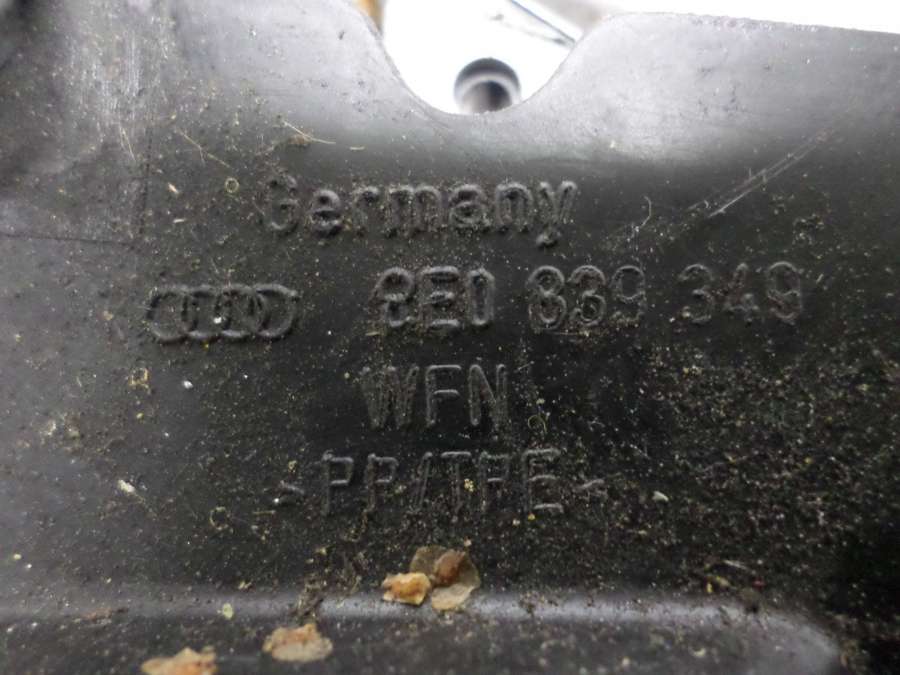 Germany
8E0 839 349
WFN
>PP/TPE<